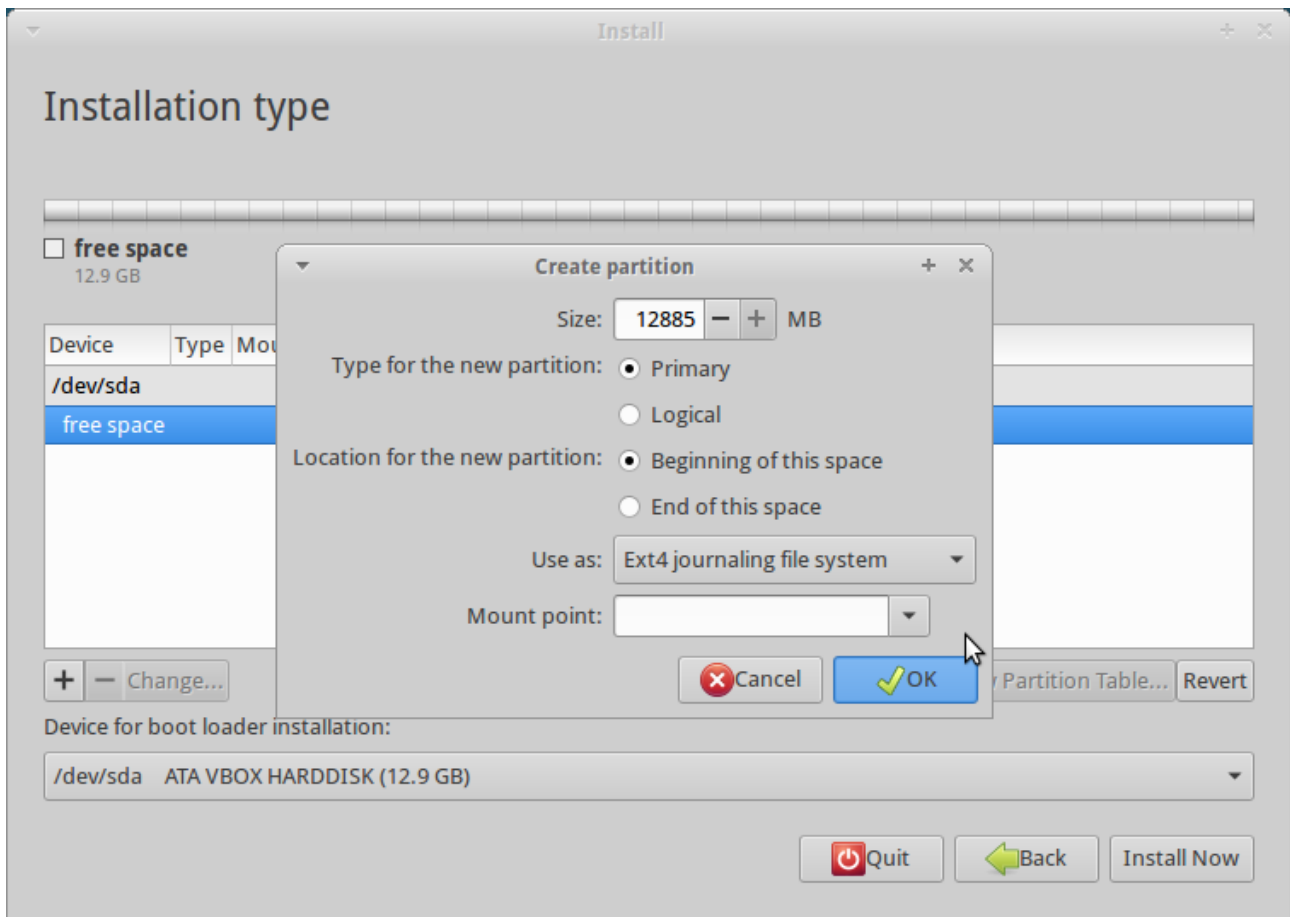 Install
Installation type
free space
12.9 GB
Create partition
Size: 12885 MB
Device Type
Type for the new partition: Primary
/dev/sda
Logical
free space
Location for the new partition: Beginning of this space
End of this space
Use as: Ext4 journaling file system
Mount point:
Change... Cancel OK Partition Table... Revert
Device for boot loader installation:
/dev/sda ATA VBOX HARDDISK (12.9 GB)
Quit Back Install Now